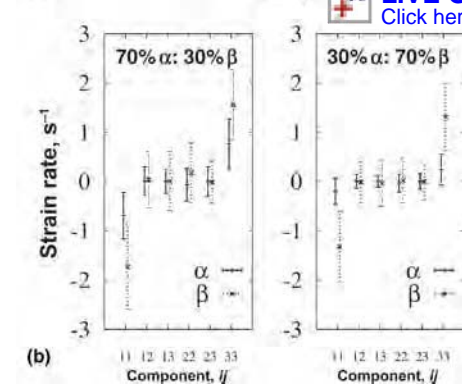 Click her
70% α: 30% β
30% α: 70% β
Strain rate, s⁻¹
3
2
1
0
-1
-2
-3
3
2
1
0
-1
-2
-3
α
β
α
β
(b)
11 12 13 22 23 33
11 12 13 22 23 33
Component, ij
Component, ij